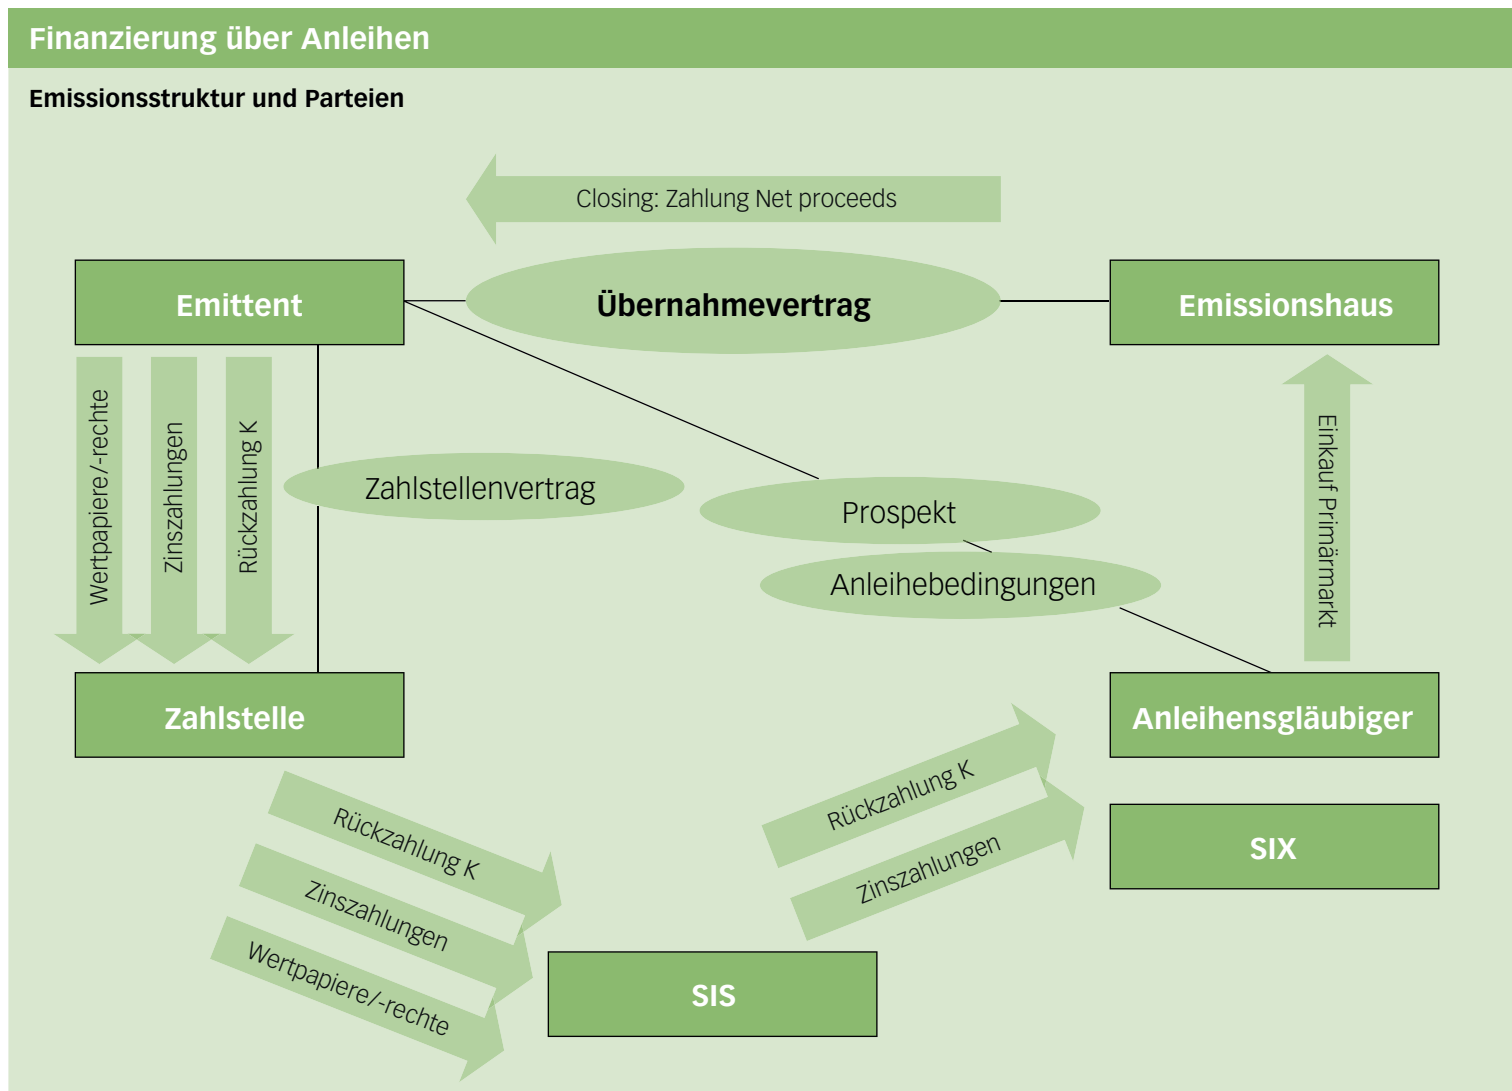 Finanzierung über Anleihen
Emissionsstruktur und Parteien
Closing: Zahlung Net proceeds
Emittent
Übernahmevertrag
Emissionshaus
Wertpapiere/-rechte
Zinszahlungen
Rückzahlung K
Zahlstellenvertrag
Prospekt
Anleihebedingungen
Einkauf Primärmarkt
Zahlstelle
Anleihensgläubiger
Rückzahlung K
Zinszahlungen
Wertpapiere/-rechte
Rückzahlung K
Zinszahlungen
SIX
SIS